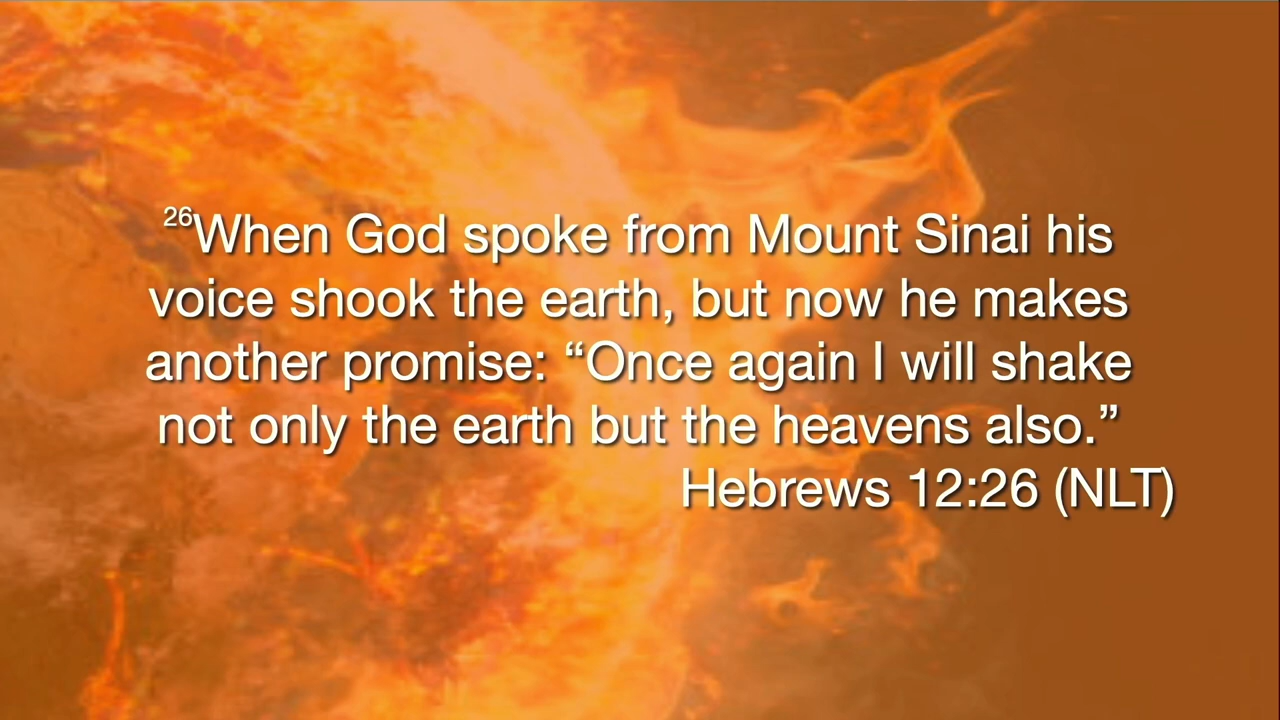 26When God spoke from Mount Sinai his
voice shook the earth, but now he makes
another promise: “Once again I will shake
not only the earth but the heavens also.”
Hebrews 12:26 (NLT)